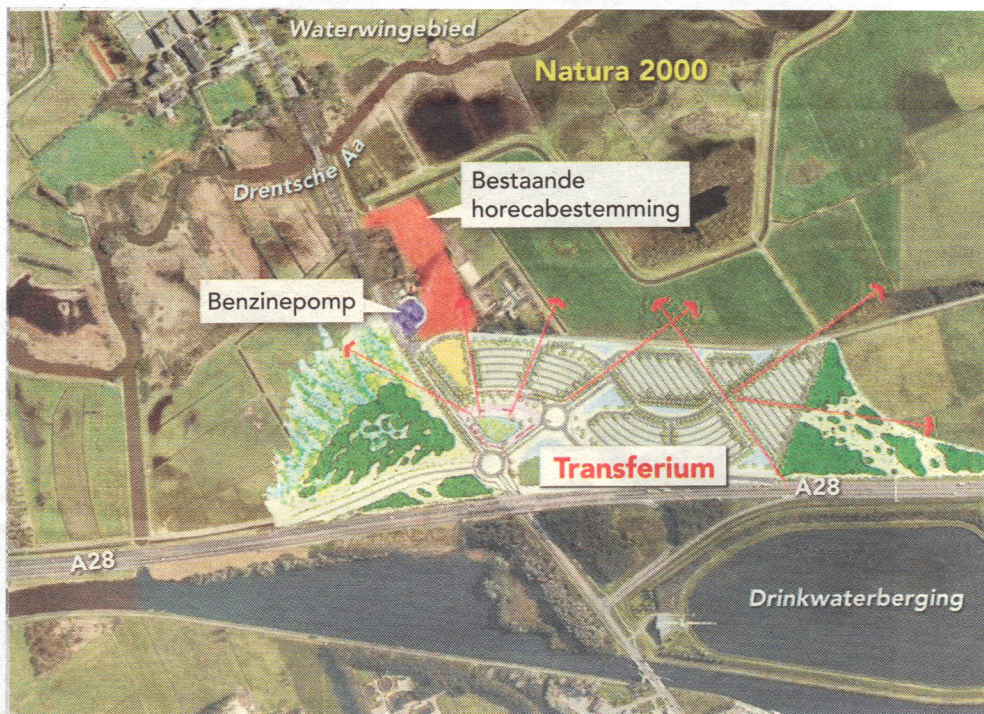 Waterwingebied
Natura 2000
Drentsche Aa
Bestaande
horecabestemming
Benzinepomp
Transferium
A28
A28
Drinkwaterberging